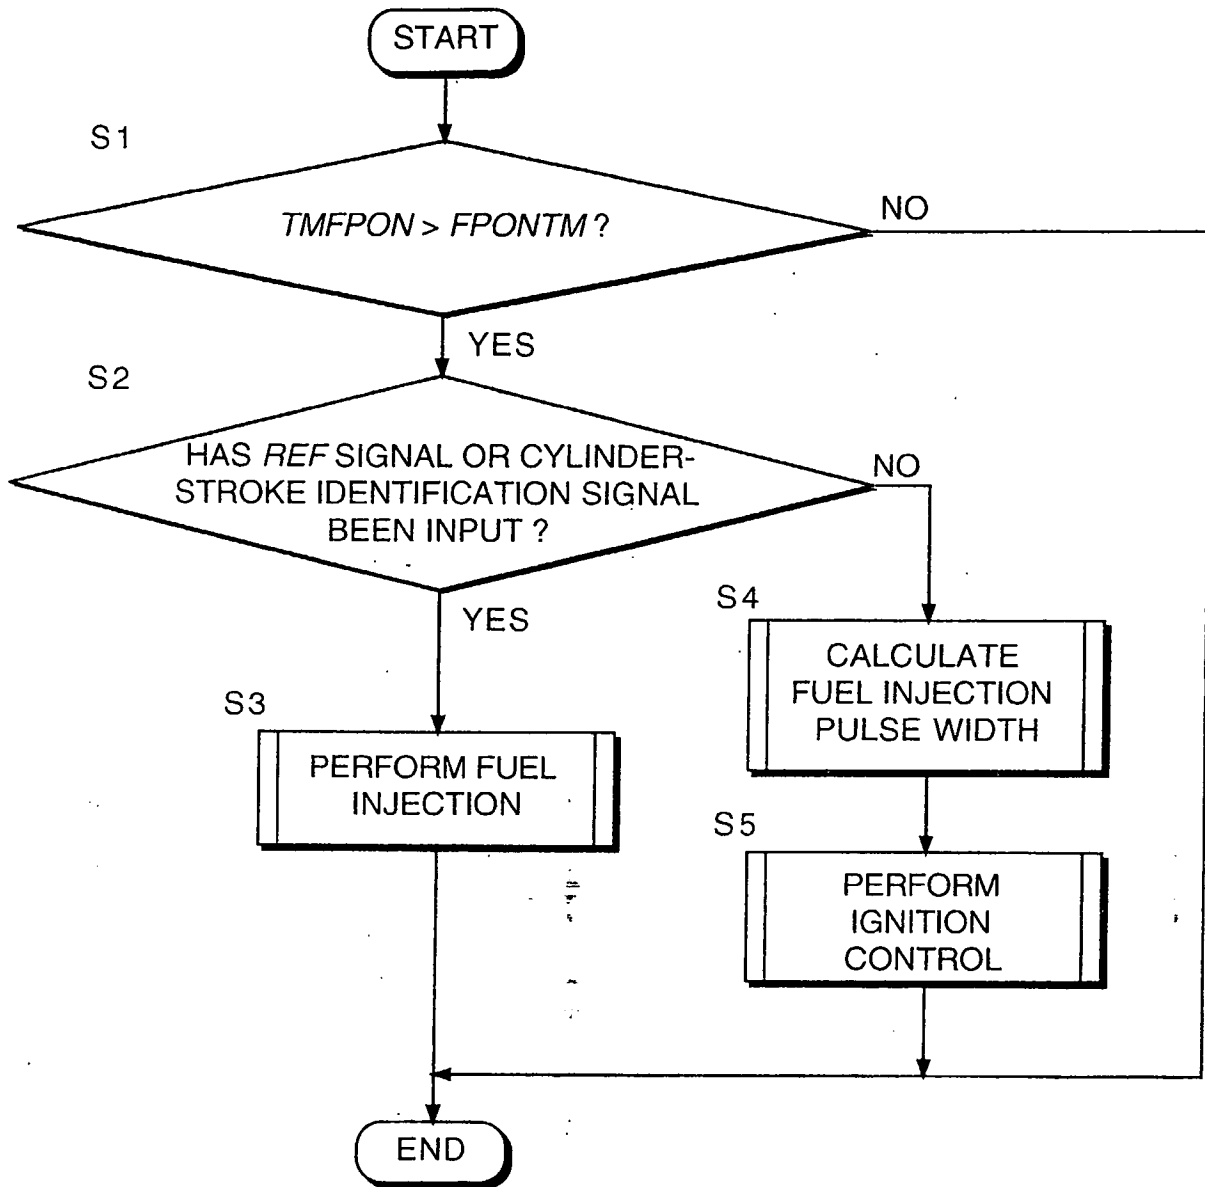 START
S1
TMFPON > FPONTM ?
NO
YES
S2
HAS REF SIGNAL OR CYLINDER-
STROKE IDENTIFICATION SIGNAL
BEEN INPUT ?
NO
YES
S4
CALCULATE
FUEL INJECTION
PULSE WIDTH
S3
PERFORM FUEL
INJECTION
S5
PERFORM
IGNITION
CONTROL
END